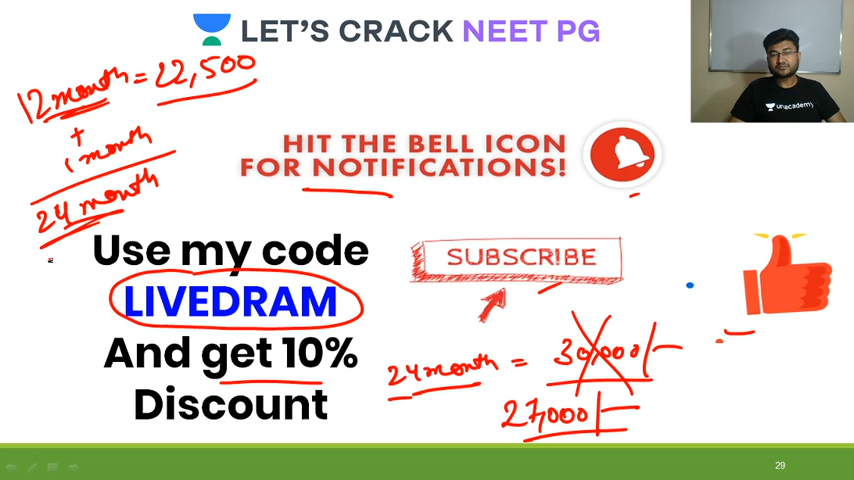 LET'S CRACK NEET PG
12 month = 22,500
+
1 month
24 month
HIT THE BELL ICON
FOR NOTIFICATIONS!
unacademy
Use my code
LIVEDRAM
And get 10%
Discount
SUBSCRIBE
24 month = 30,000/-
27,000/-
29